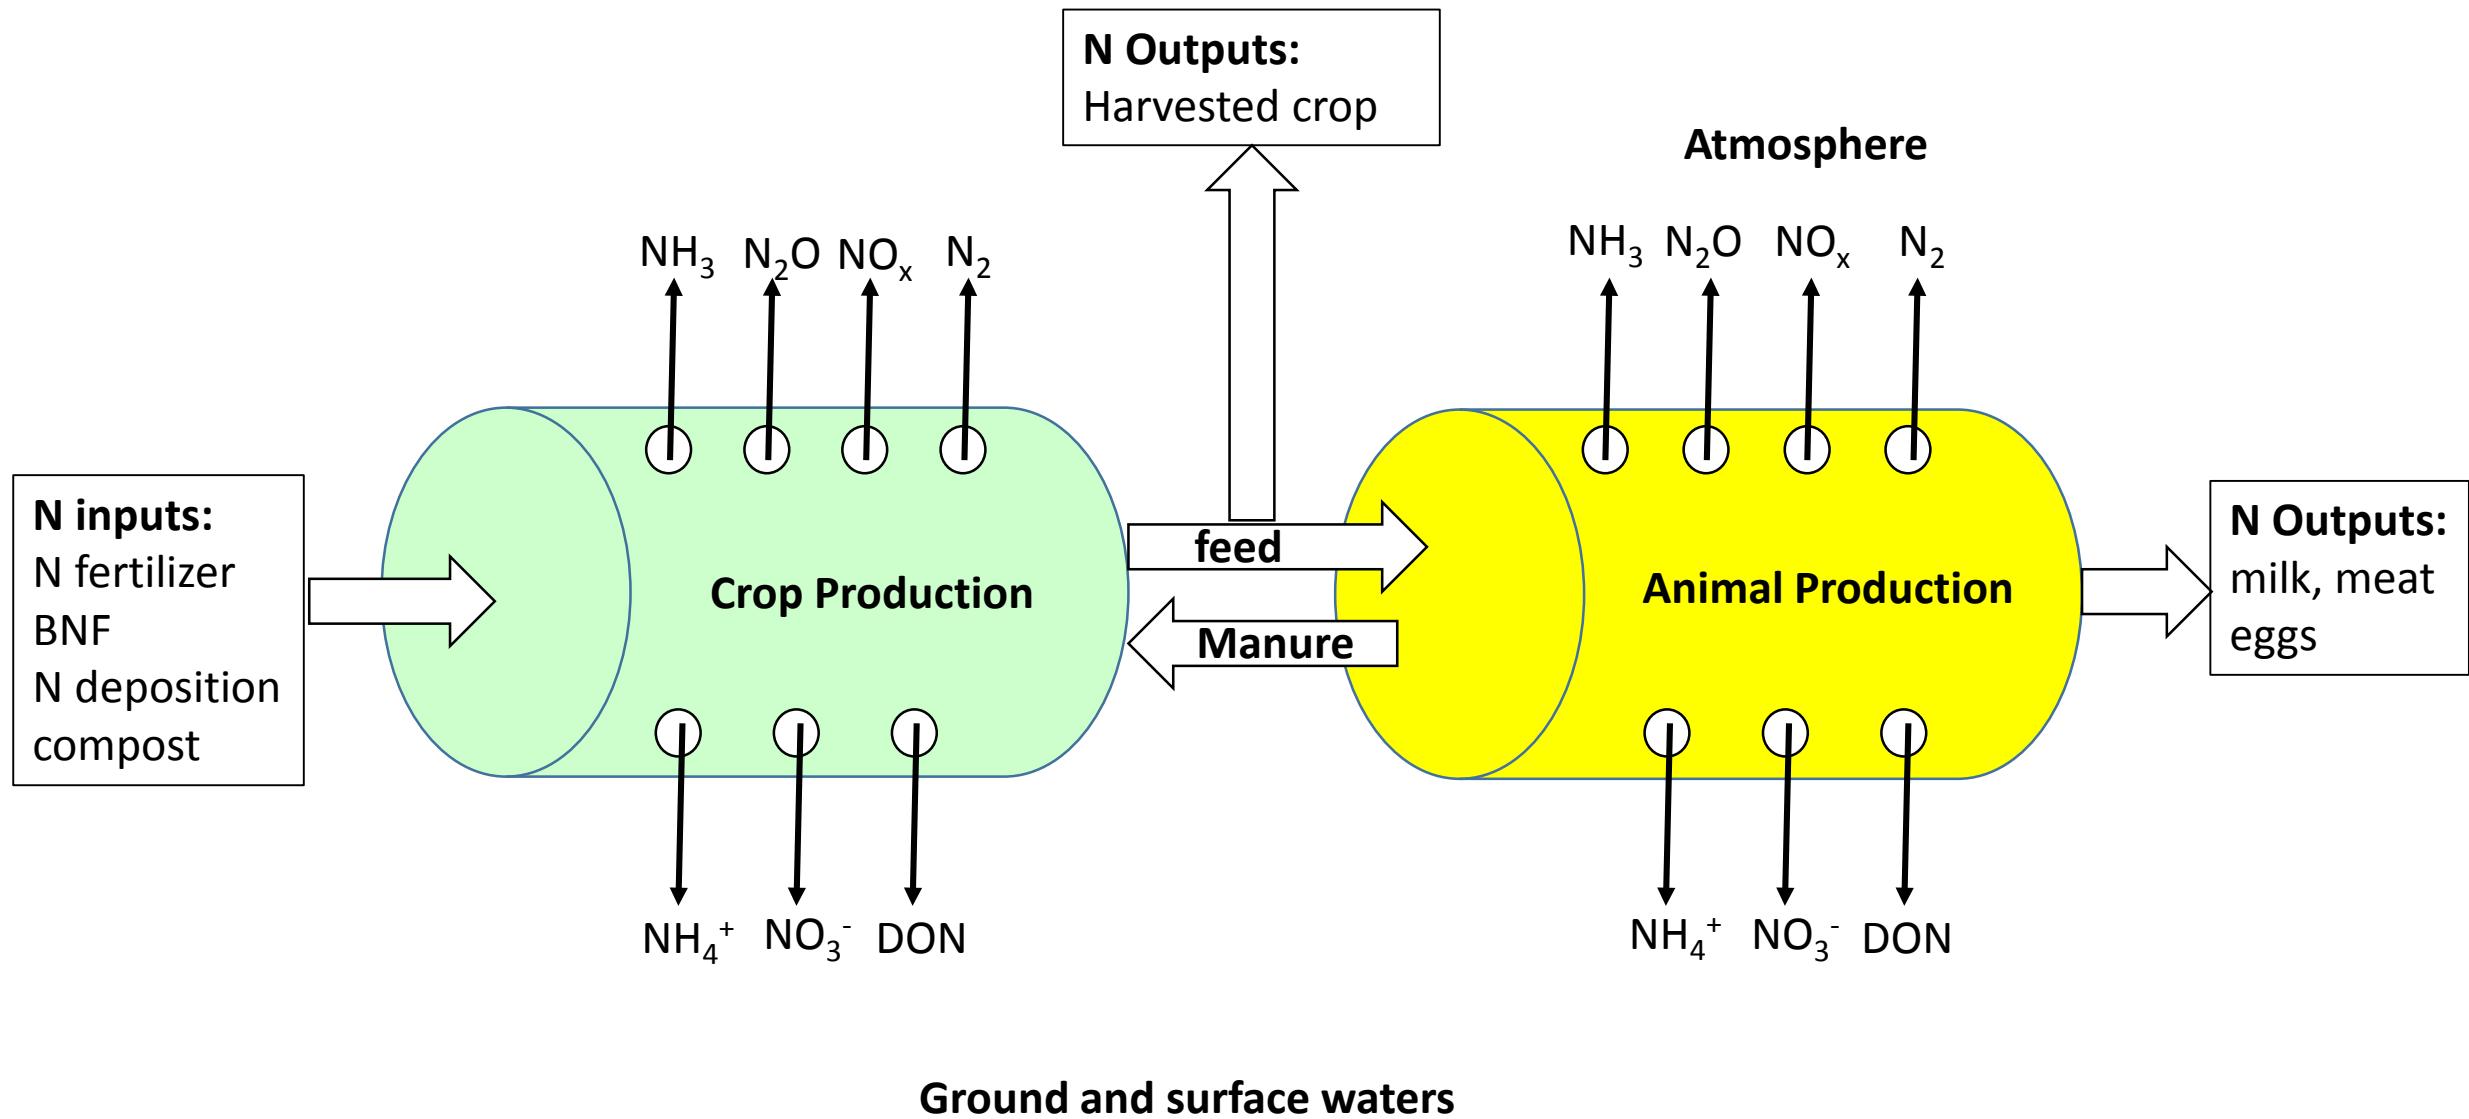 N Outputs:
Harvested crop
Atmosphere
NH₃ N₂O NOₓ N₂
NH₃ N₂O NOₓ N₂
N inputs:
N fertilizer
BNF
N deposition
compost
Crop Production
feed
Manure
Animal Production
N Outputs:
milk, meat
eggs
NH₄⁺ NO₃⁻ DON
NH₄⁺ NO₃⁻ DON
Ground and surface waters